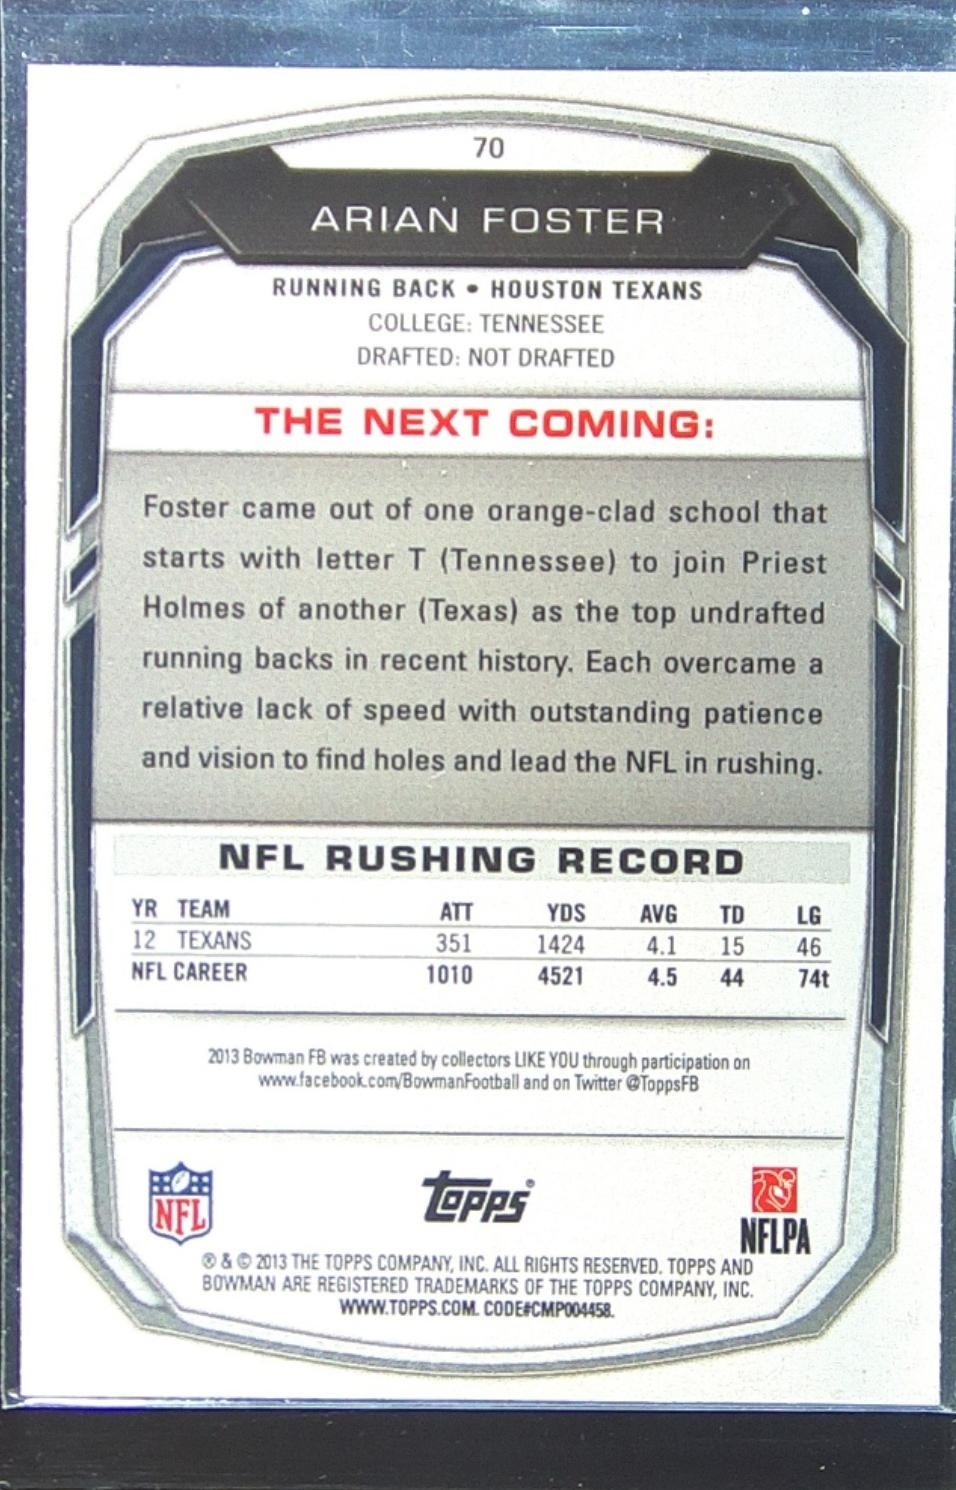 70
ARIAN FOSTER
RUNNING BACK • HOUSTON TEXANS
COLLEGE: TENNESSEE
DRAFTED: NOT DRAFTED
THE NEXT COMING:
Foster came out of one orange-clad school that
starts with letter T (Tennessee) to join Priest
Holmes of another (Texas) as the top undrafted
running backs in recent history. Each overcame a
relative lack of speed with outstanding patience
and vision to find holes and lead the NFL in rushing.
NFL RUSHING RECORD
YR TEAM ATT YDS AVG TD LG
12 TEXANS 351 1424 4.1 15 46
NFL CAREER 1010 4521 4.5 44 74t
2013 Bowman FB was created by collectors LIKE YOU through participation on
www.facebook.com/BowmanFootball and on Twitter @ToppsFB
NFL
topps®
NFLPA
® & © 2013 THE TOPPS COMPANY, INC. ALL RIGHTS RESERVED. TOPPS AND
BOWMAN ARE REGISTERED TRADEMARKS OF THE TOPPS COMPANY, INC.
WWW.TOPPS.COM. CODE#CMP004458.